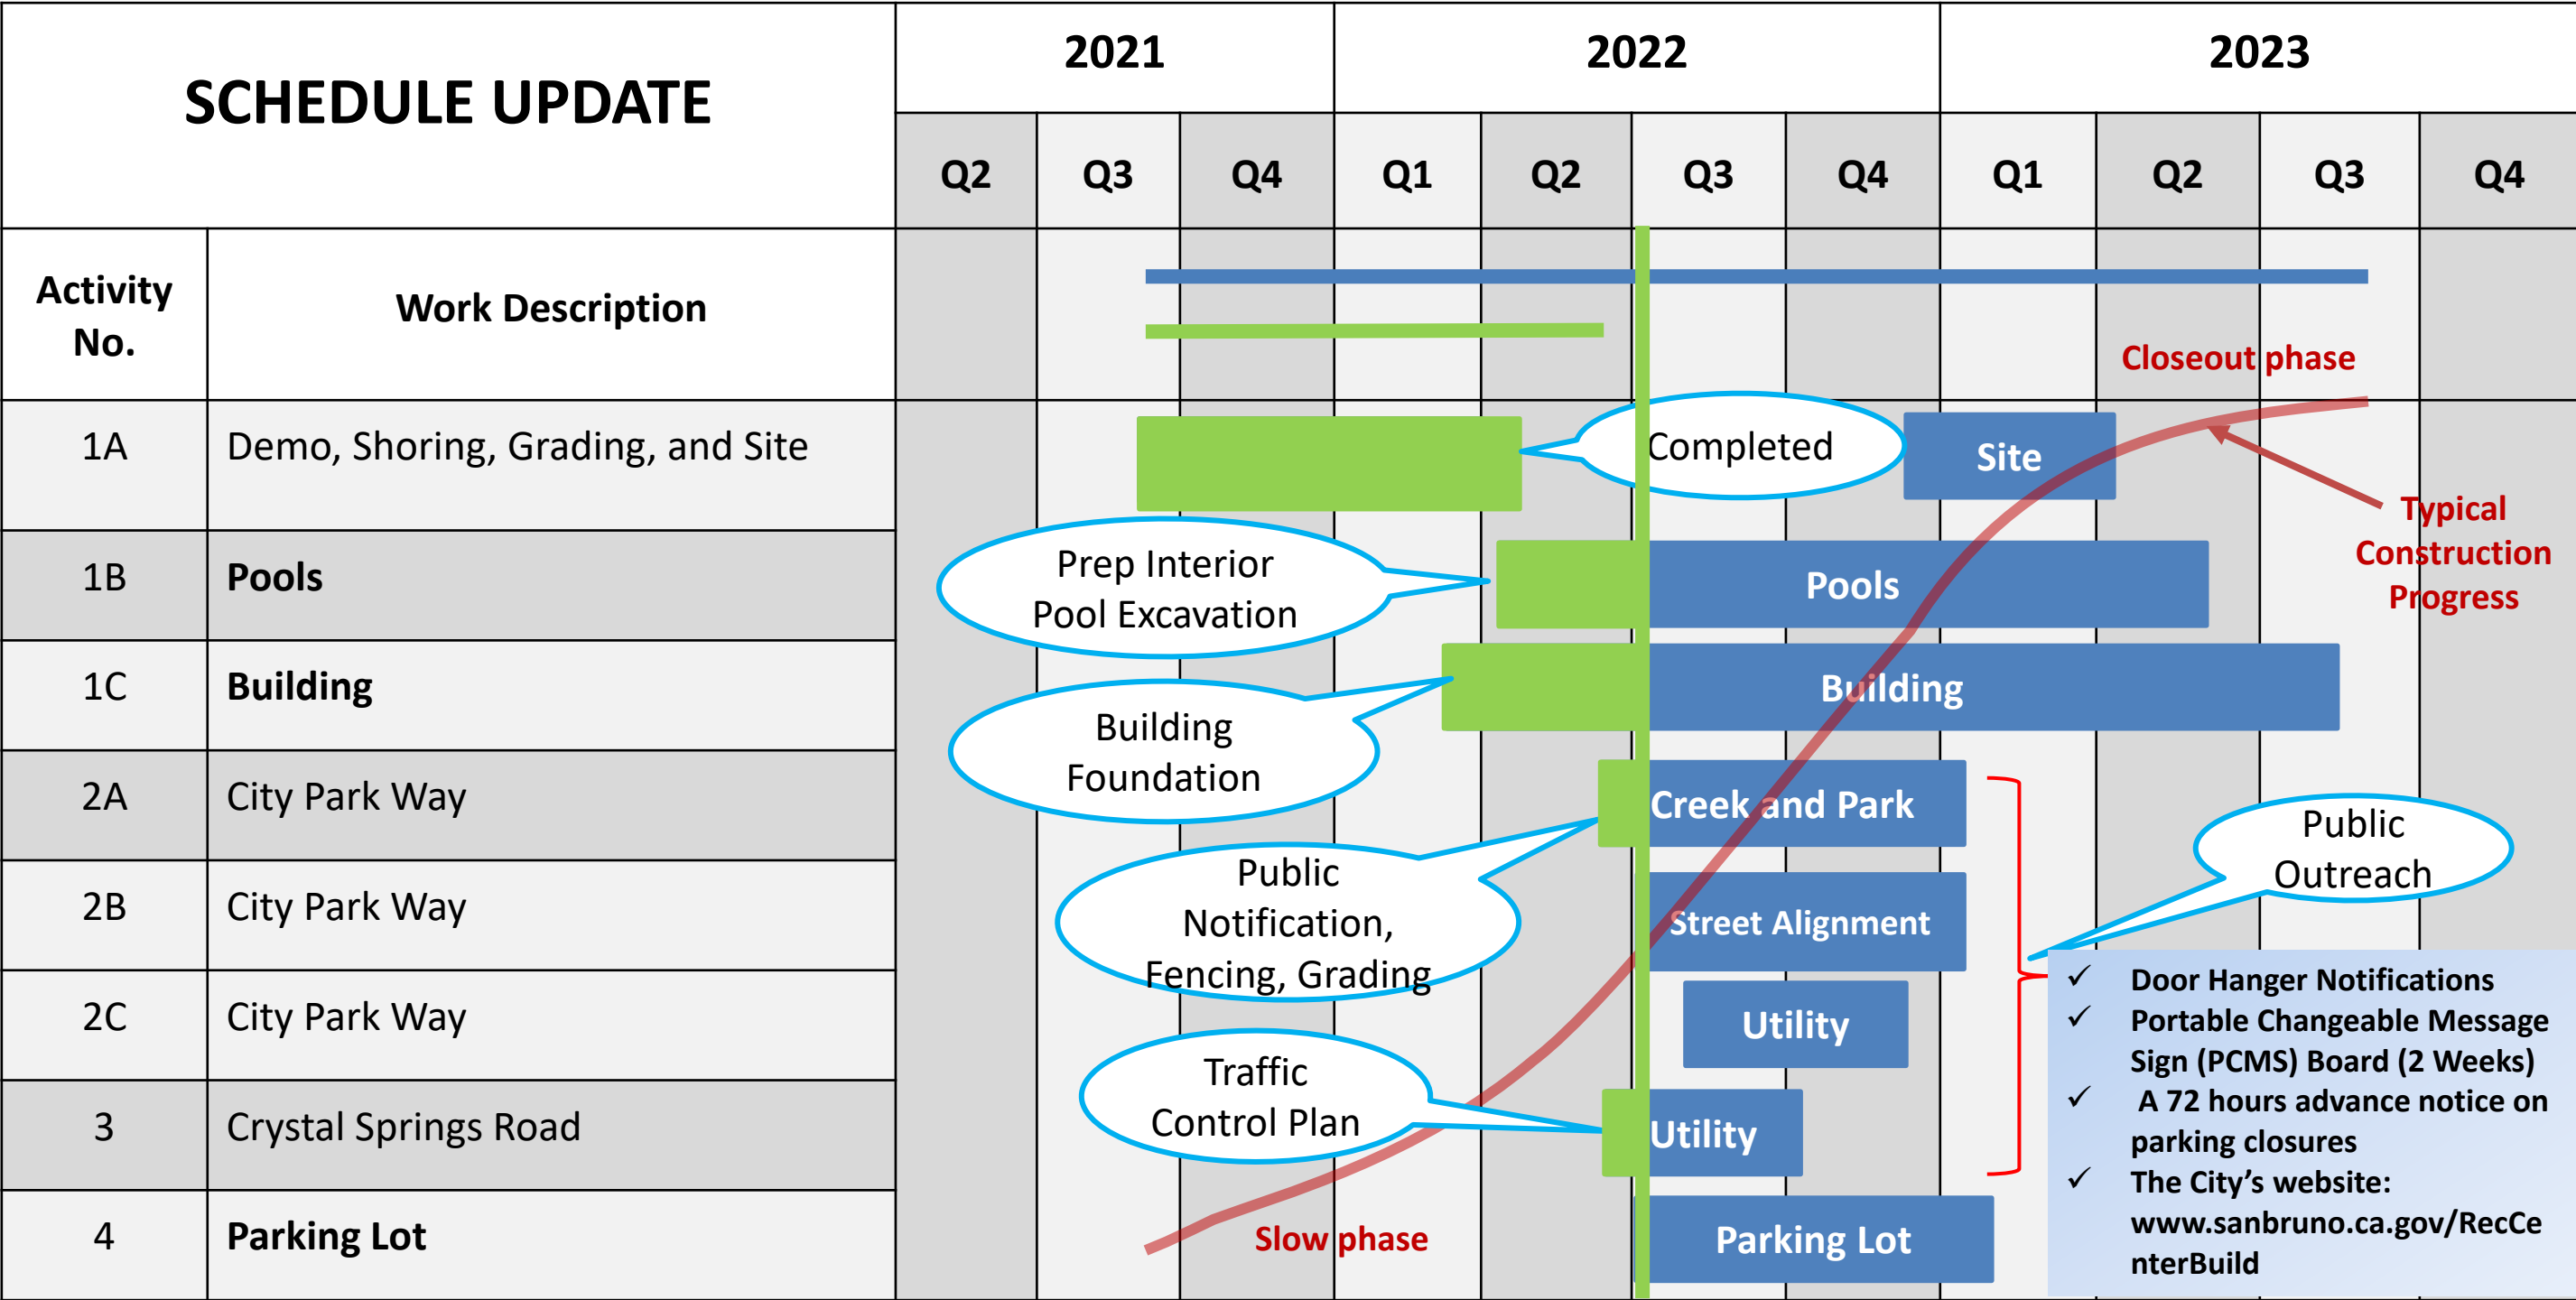 SCHEDULE UPDATE
2021
2022
2023
Q2
Q3
Q4
Q1
Q2
Q3
Q4
Q1
Q2
Q3
Q4
Activity
No.
Work Description
Closeout phase
1A
Demo, Shoring, Grading, and Site
Completed
Site
Typical
Construction
Progress
1B
Pools
Prep Interior
Pool Excavation
Pools
1C
Building
Building
Foundation
Building
2A
City Park Way
Creek and Park
Public
Outreach
2B
City Park Way
Public
Notification,
Fencing, Grading
Street Alignment
2C
City Park Way
Utility
3
Crystal Springs Road
Traffic
Control Plan
Utility
4
Parking Lot
Slow phase
Parking Lot
✓ Door Hanger Notifications
✓ Portable Changeable Message
Sign (PCMS) Board (2 Weeks)
✓ A 72 hours advance notice on
parking closures
✓ The City’s website:
www.sanbruno.ca.gov/RecCe
nterBuild